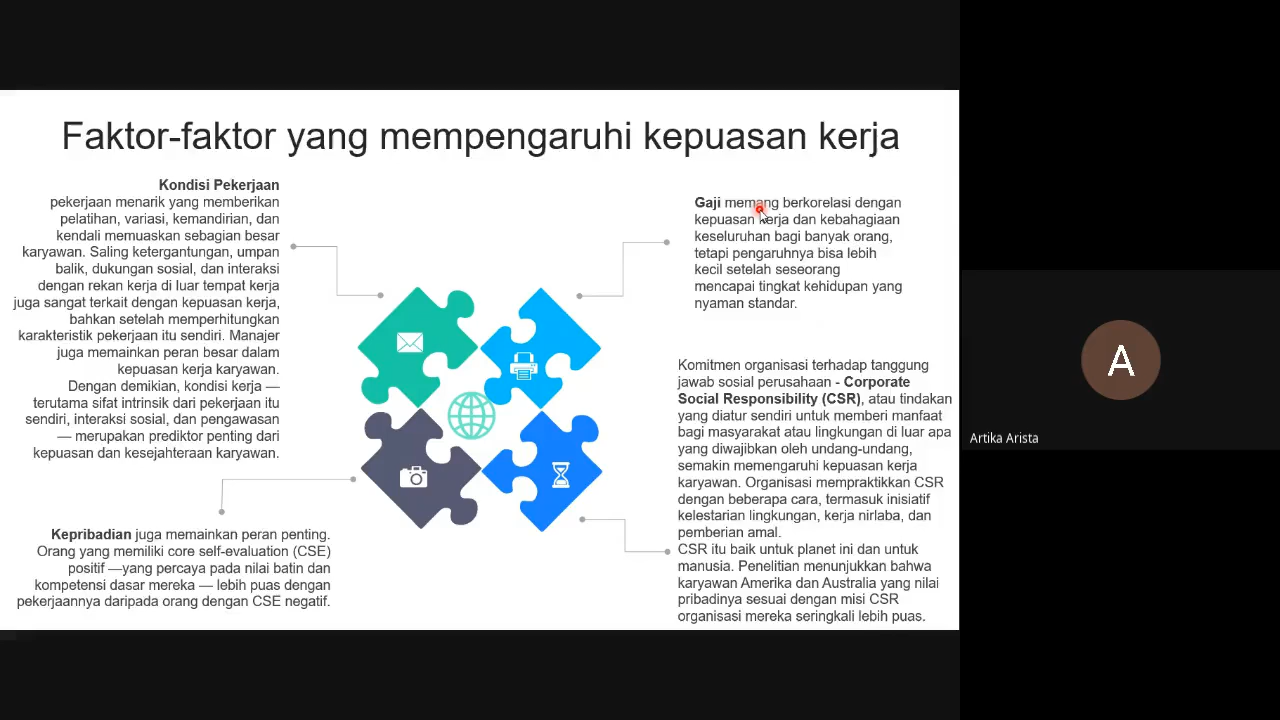 Faktor-faktor yang mempengaruhi kepuasan kerja
Kondisi Pekerjaan
pekerjaan menarik yang memberikan
pelatihan, variasi, kemandirian, dan
kendali memuaskan sebagian besar
karyawan. Saling ketergantungan, umpan
balik, dukungan sosial, dan interaksi
dengan rekan kerja di luar tempat kerja
juga sangat terkait dengan kepuasan kerja,
bahkan setelah memperhitungkan
karakteristik pekerjaan itu sendiri. Manajer
juga memainkan peran besar dalam
kepuasan kerja karyawan.
Dengan demikian, kondisi kerja —
terutama sifat intrinsik dari pekerjaan itu
sendiri, interaksi sosial, dan pengawasan
— merupakan prediktor penting dari
kepuasan dan kesejahteraan karyawan.
Kepribadian juga memainkan peran penting.
Orang yang memiliki core self-evaluation (CSE)
positif —yang percaya pada nilai batin dan
kompetensi dasar mereka — lebih puas dengan
pekerjaannya daripada orang dengan CSE negatif.
Gaji memang berkorelasi dengan
kepuasan kerja dan kebahagiaan
keseluruhan bagi banyak orang,
tetapi pengaruhnya bisa lebih
kecil setelah seseorang
mencapai tingkat kehidupan yang
nyaman standar.
Komitmen organisasi terhadap tanggung
jawab sosial perusahaan - Corporate
Social Responsibility (CSR), atau tindakan
yang diatur sendiri untuk memberi manfaat
bagi masyarakat atau lingkungan di luar apa
yang diwajibkan oleh undang-undang,
semakin memengaruhi kepuasan kerja
karyawan. Organisasi mempraktikkan CSR
dengan beberapa cara, termasuk inisiatif
kelestarian lingkungan, kerja nirlaba, dan
pemberian amal.
CSR itu baik untuk planet ini dan untuk
manusia. Penelitian menunjukkan bahwa
karyawan Amerika dan Australia yang nilai
pribadinya sesuai dengan misi CSR
organisasi mereka seringkali lebih puas.
A
Artika Arista